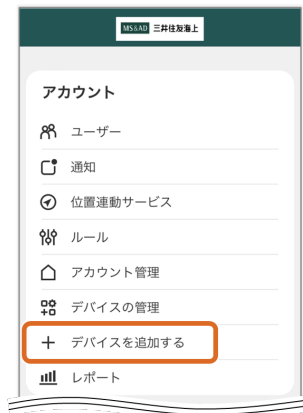 MS&AD 三井住友海上
アカウント
ユーザー
通知
位置連動サービス
ルール
アカウント管理
デバイスの管理
デバイスを追加する
レポート